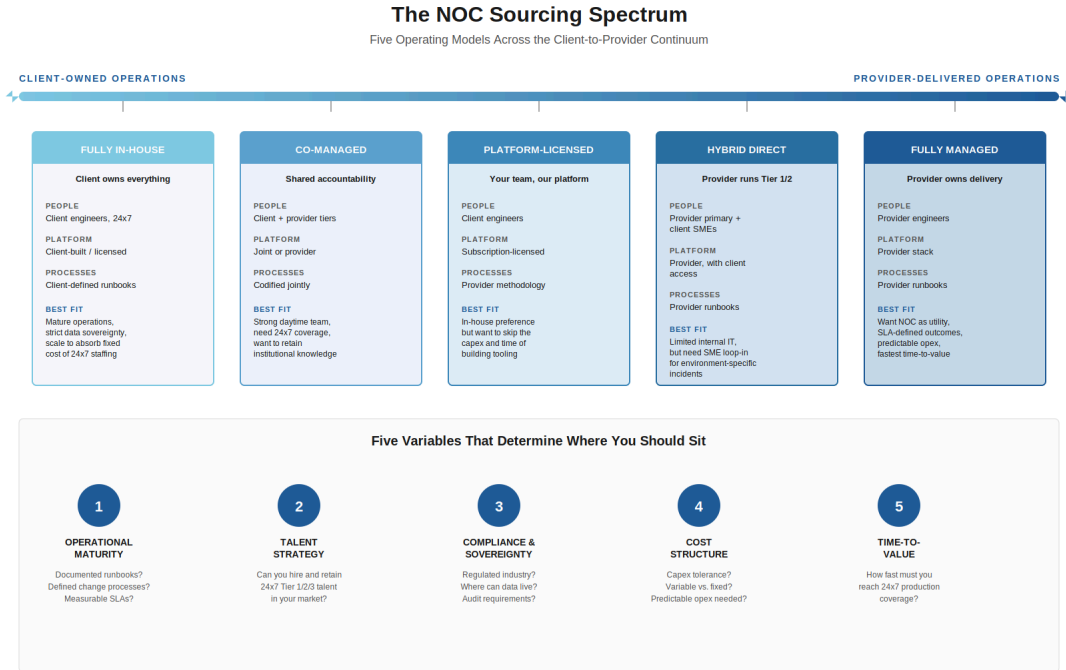 The NOC Sourcing Spectrum
Five Operating Models Across the Client-to-Provider Continuum
CLIENT-OWNED OPERATIONS
PROVIDER-DELIVERED OPERATIONS
FULLY IN-HOUSE
Client owns everything
PEOPLE
Client engineers, 24x7
PLATFORM
Client-built / licensed
PROCESSES
Client-defined runbooks
BEST FIT
Mature operations,
strict data sovereignty,
scale to absorb fixed
cost of 24x7 staffing
CO-MANAGED
Shared accountability
PEOPLE
Client + provider tiers
PLATFORM
Joint or provider
PROCESSES
Codified jointly
BEST FIT
Strong daytime team,
need 24x7 coverage,
want to retain
institutional knowledge
PLATFORM-LICENSED
Your team, our platform
PEOPLE
Client engineers
PLATFORM
Subscription-licensed
PROCESSES
Provider methodology
BEST FIT
In-house preference
but want to skip the
capex and time of
building tooling
HYBRID DIRECT
Provider runs Tier 1/2
PEOPLE
Provider primary +
client SMEs
PLATFORM
Provider, with client
access
PROCESSES
Provider runbooks
BEST FIT
Limited internal IT,
but need SME loop-in
for environment-specific
incidents
FULLY MANAGED
Provider owns delivery
PEOPLE
Provider engineers
PLATFORM
Provider stack
PROCESSES
Provider runbooks
BEST FIT
Want NOC as utility,
SLA-defined outcomes,
predictable opex,
fastest time-to-value
Five Variables That Determine Where You Should Sit
1
OPERATIONAL
MATURITY
Documented runbooks?
Defined change processes?
Measurable SLAs?
2
TALENT
STRATEGY
Can you hire and retain
24x7 Tier 1/2/3 talent
in your market?
3
COMPLIANCE &
SOVEREIGNTY
Regulated industry?
Where can data live?
Audit requirements?
4
COST
STRUCTURE
Capex tolerance?
Variable vs. fixed?
Predictable opex needed?
5
TIME-TO-
VALUE
How fast must you
reach 24x7 production
coverage?